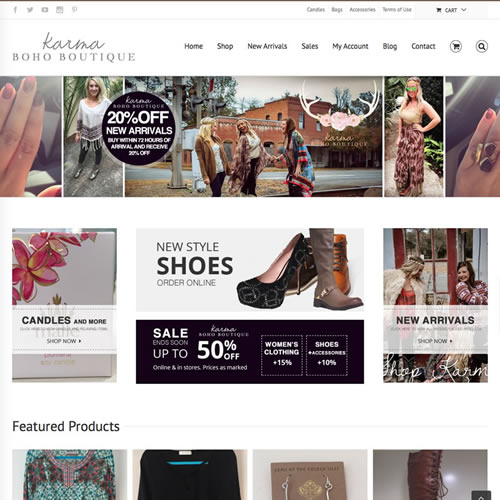 Candles Bags Accessories Terms of Use CART
karma
BOHO BOUTIQUE
Home Shop New Arrivals Sales My Account Blog Contact
karma
BOHO BOUTIQUE
20%OFF
NEW ARRIVALS
BUY WITHIN 72 HOURS OF
ARRIVAL AND RECEIVE
20% OFF
karma
BOHO BOUTIQUE
NEW STYLE
SHOES
ORDER ONLINE
CANDLES AND MORE
SHOP NOW
soy candle
SALE
ENDS SOON
UP TO
karma
BOHO BOUTIQUE
50%
OFF
Online & in stores. Prices as marked
WOMEN'S
CLOTHING
+15%
SHOES
+ACCESSORIES
+10%
NEW ARRIVALS
SHOP NOW
Shop Karm
Featured Products